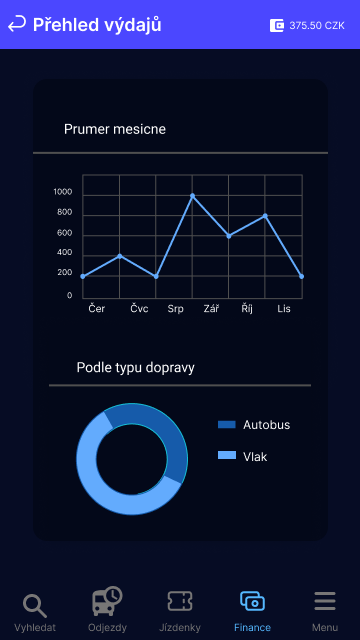 Přehled výdajů
375.50 CZK
Prumer mesicne
1000
800
600
400
200
0
Čer Čvc Srp Zář Říj Lis
Podle typu dopravy
Autobus
Vlak
Vyhledat Odjezdy Jízdenky Finance Menu